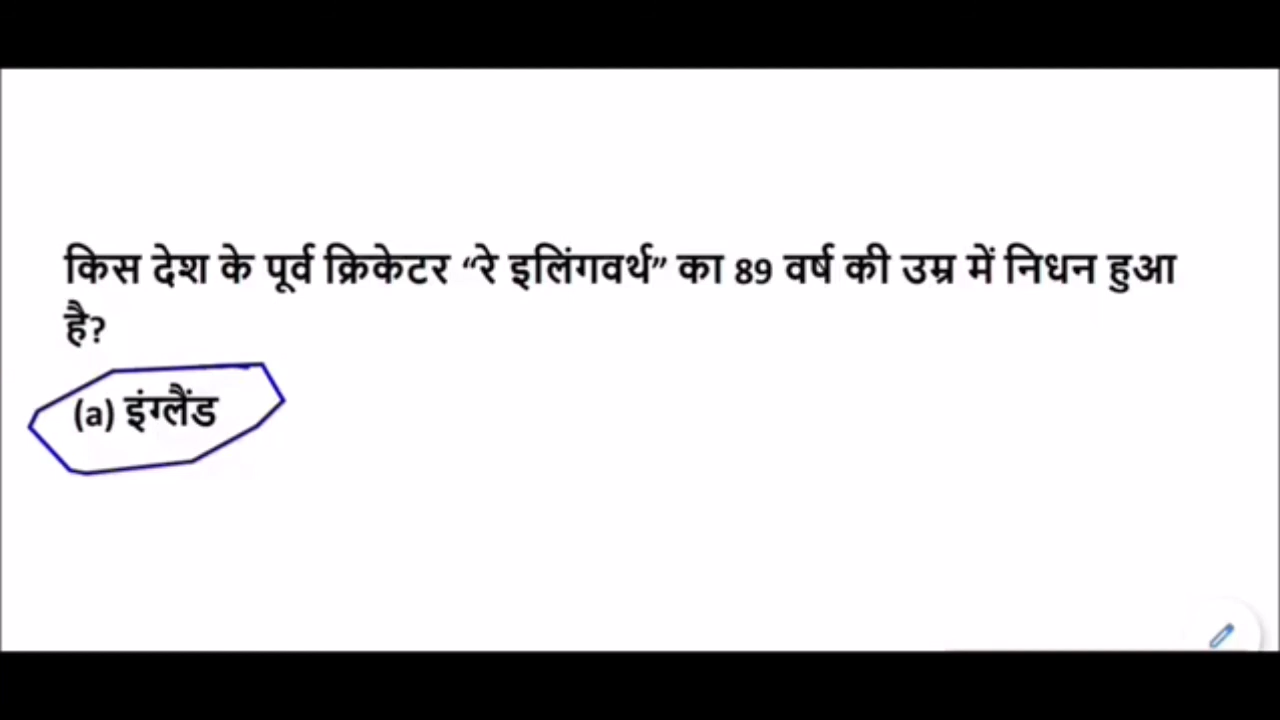 किस देश के पूर्व क्रिकेटर “रे इलिंगवर्थ” का 89 वर्ष की उम्र में निधन हुआ
है?
(a) इंग्लैंड